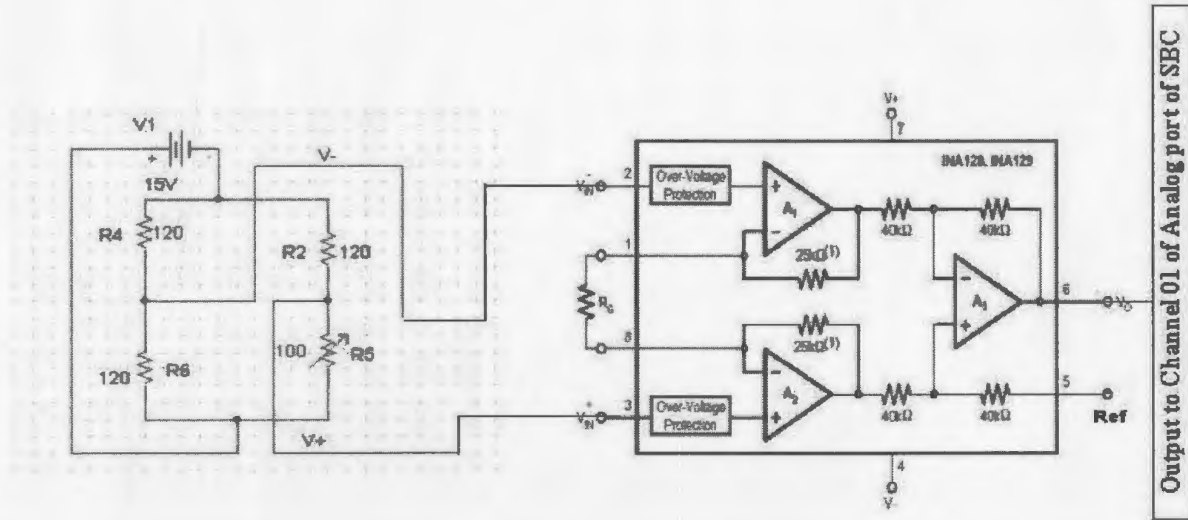 V1
+
15V
R4
120
R2
120
120
R6
100
R5
V-
V+
V+
7
INA128, INA129
V-IN
2
Over-Voltage
Protection
+
A1
-
1
25kΩ(1)
40kΩ
40kΩ
RG
-
A3
+
6
VO
8
25kΩ(1)
-
A2
+
V+IN
3
Over-Voltage
Protection
40kΩ
40kΩ
5
Ref
4
V-
Output to Channel 01 of Analog port of SBC